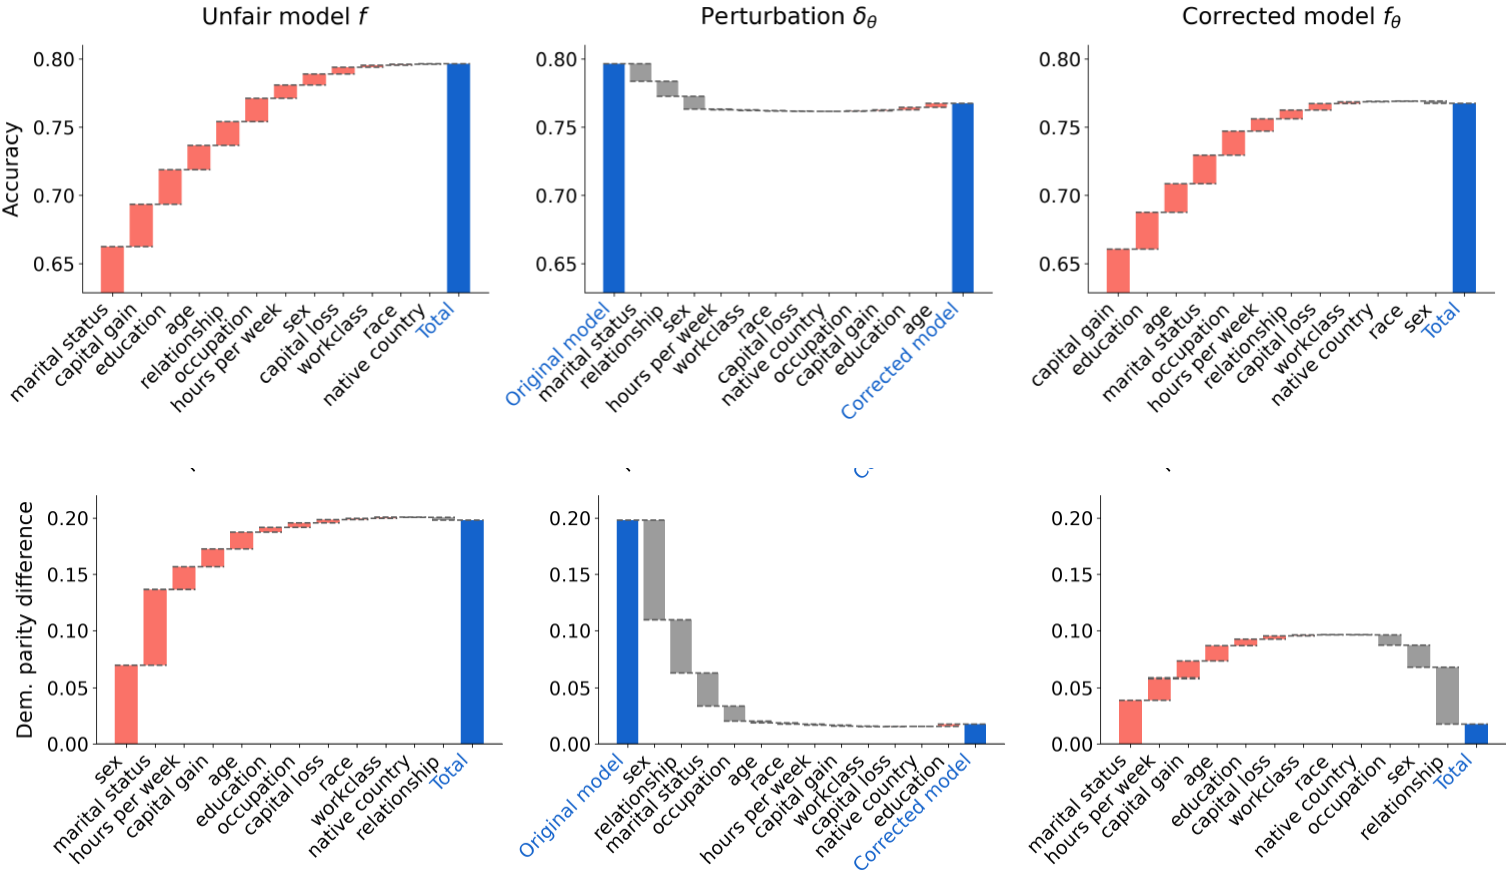 Unfair model f
Perturbation δθ
Corrected model fθ
Accuracy
0.80
0.75
0.70
0.65
marital status
capital gain
education
age
relationship
occupation
hours per week
sex
capital loss
workclass
race
native country
Total
0.80
0.75
0.70
0.65
Original model
marital status
relationship
sex
hours per week
workclass
race
capital loss
native country
occupation
capital gain
education
age
Corrected model
0.80
0.75
0.70
0.65
capital gain
education
age
marital status
occupation
hours per week
relationship
capital loss
workclass
native country
race
sex
Total
Dem. parity difference
0.20
0.15
0.10
0.05
0.00
sex
marital status
hours per week
capital gain
age
education
occupation
capital loss
race
workclass
native country
relationship
Total
0.20
0.15
0.10
0.05
0.00
Original model
sex
relationship
marital status
occupation
age
race
hours per week
capital gain
workclass
capital loss
native country
education
Corrected model
0.20
0.15
0.10
0.05
0.00
marital status
hours per week
capital gain
age
education
capital loss
workclass
race
native country
occupation
sex
relationship
Total